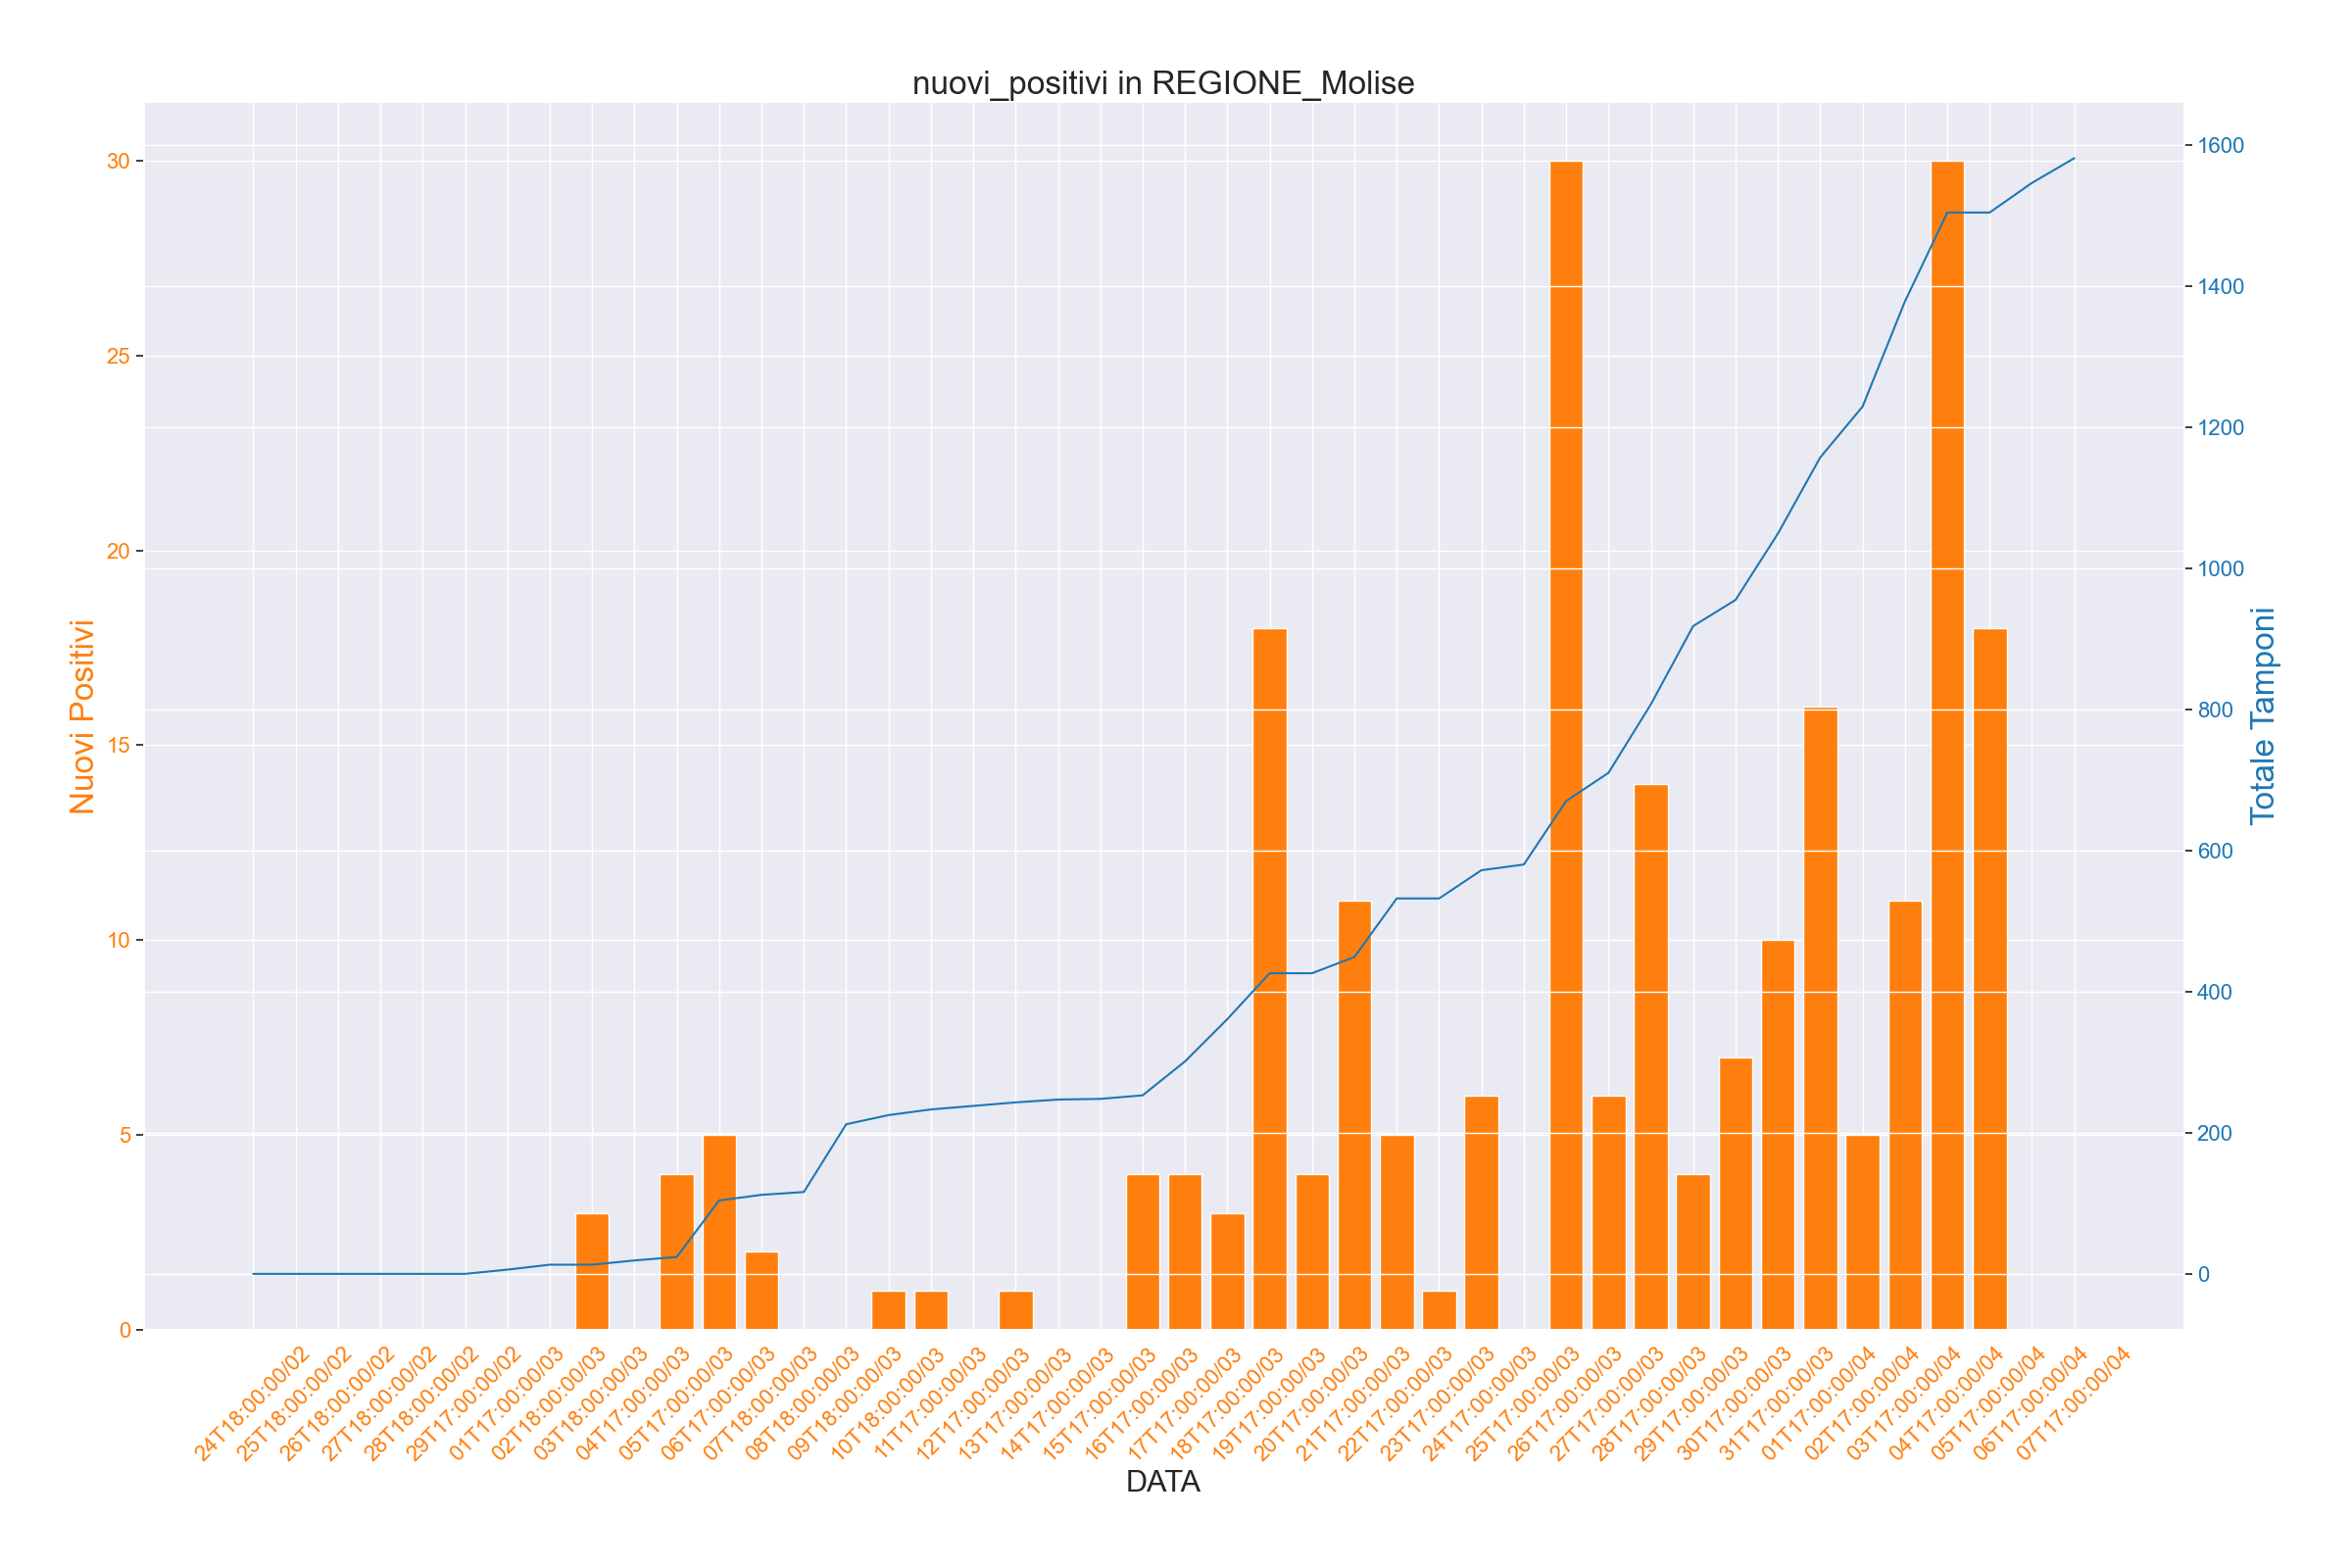 nuovi_positivi in REGIONE_Molise
30
25
20
15
10
5
0
Nuovi Positivi
1600
1400
1200
1000
800
600
400
200
0
Totale Tamponi
24T18:00:00/02
25T18:00:00/02
26T18:00:00/02
27T18:00:00/02
28T18:00:00/02
29T17:00:00/02
01T17:00:00/03
02T18:00:00/03
03T18:00:00/03
04T17:00:00/03
05T17:00:00/03
06T17:00:00/03
07T18:00:00/03
08T18:00:00/03
09T18:00:00/03
10T18:00:00/03
11T17:00:00/03
12T17:00:00/03
13T17:00:00/03
14T17:00:00/03
15T17:00:00/03
16T17:00:00/03
17T17:00:00/03
18T17:00:00/03
19T17:00:00/03
20T17:00:00/03
21T17:00:00/03
22T17:00:00/03
23T17:00:00/03
24T17:00:00/03
25T17:00:00/03
26T17:00:00/03
27T17:00:00/03
28T17:00:00/03
29T17:00:00/03
30T17:00:00/03
31T17:00:00/03
01T17:00:00/04
02T17:00:00/04
03T17:00:00/04
04T17:00:00/04
05T17:00:00/04
06T17:00:00/04
07T17:00:00/04
DATA